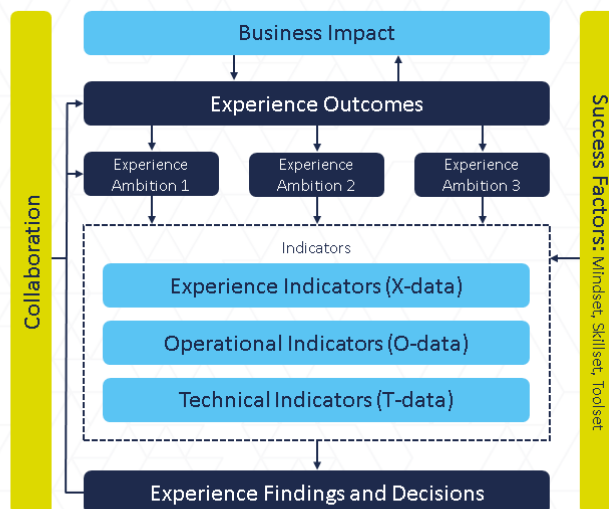 Business Impact
Experience Outcomes
Experience
Ambition 1
Experience
Ambition 2
Experience
Ambition 3
Indicators
Experience Indicators (X-data)
Operational Indicators (O-data)
Technical Indicators (T-data)
Experience Findings and Decisions
Collaboration
Success Factors: Mindset, Skillset, Toolset